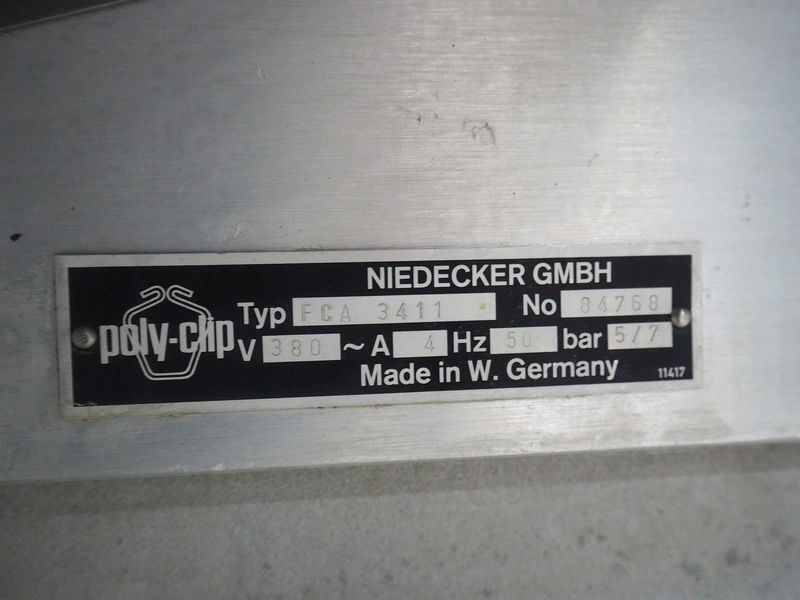 NIEDECKER GMBH
poly-clip
Typ FCA 3411 No 84768
V 380 ~ A 4 Hz 50 bar 5/7
Made in W. Germany
11417